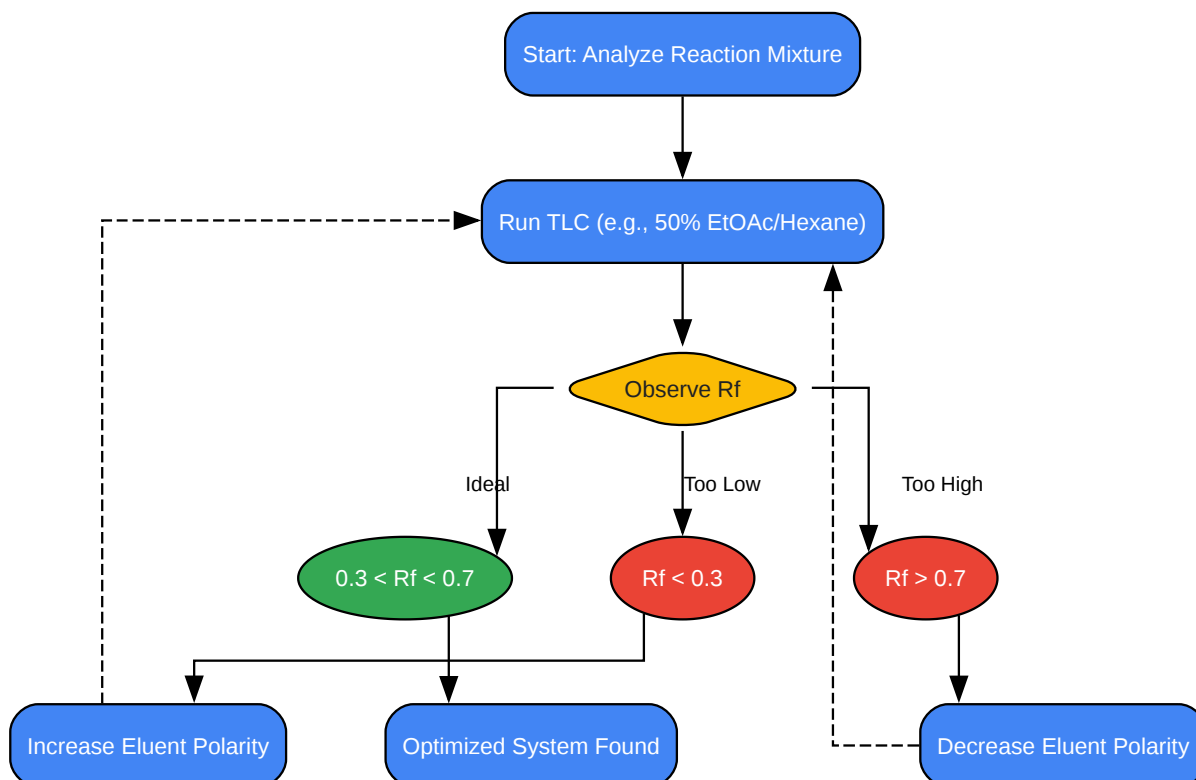 Start: Analyze Reaction Mixture
Run TLC (e.g., 50% EtOAc/Hexane)
Observe Rf
Ideal
Too Low
Too High
0.3 < Rf < 0.7
Rf < 0.3
Rf > 0.7
Increase Eluent Polarity
Optimized System Found
Decrease Eluent Polarity